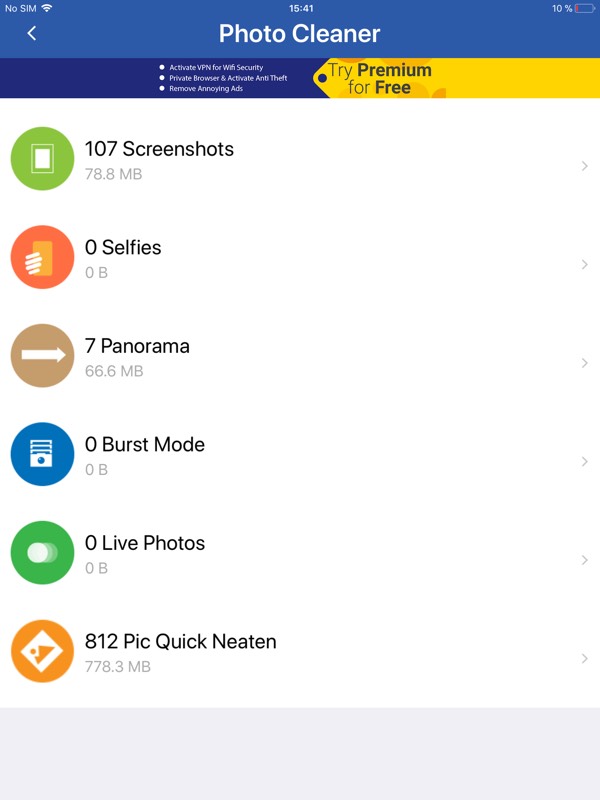 No SIM 15:41 10 %
Photo Cleaner
Activate VPN for Wifi Security
Private Browser & Activate Anti Theft
Remove Annoying Ads
Try Premium
for Free
107 Screenshots
78.8 MB
0 Selfies
0 B
7 Panorama
66.6 MB
0 Burst Mode
0 B
0 Live Photos
0 B
812 Pic Quick Neaten
778.3 MB